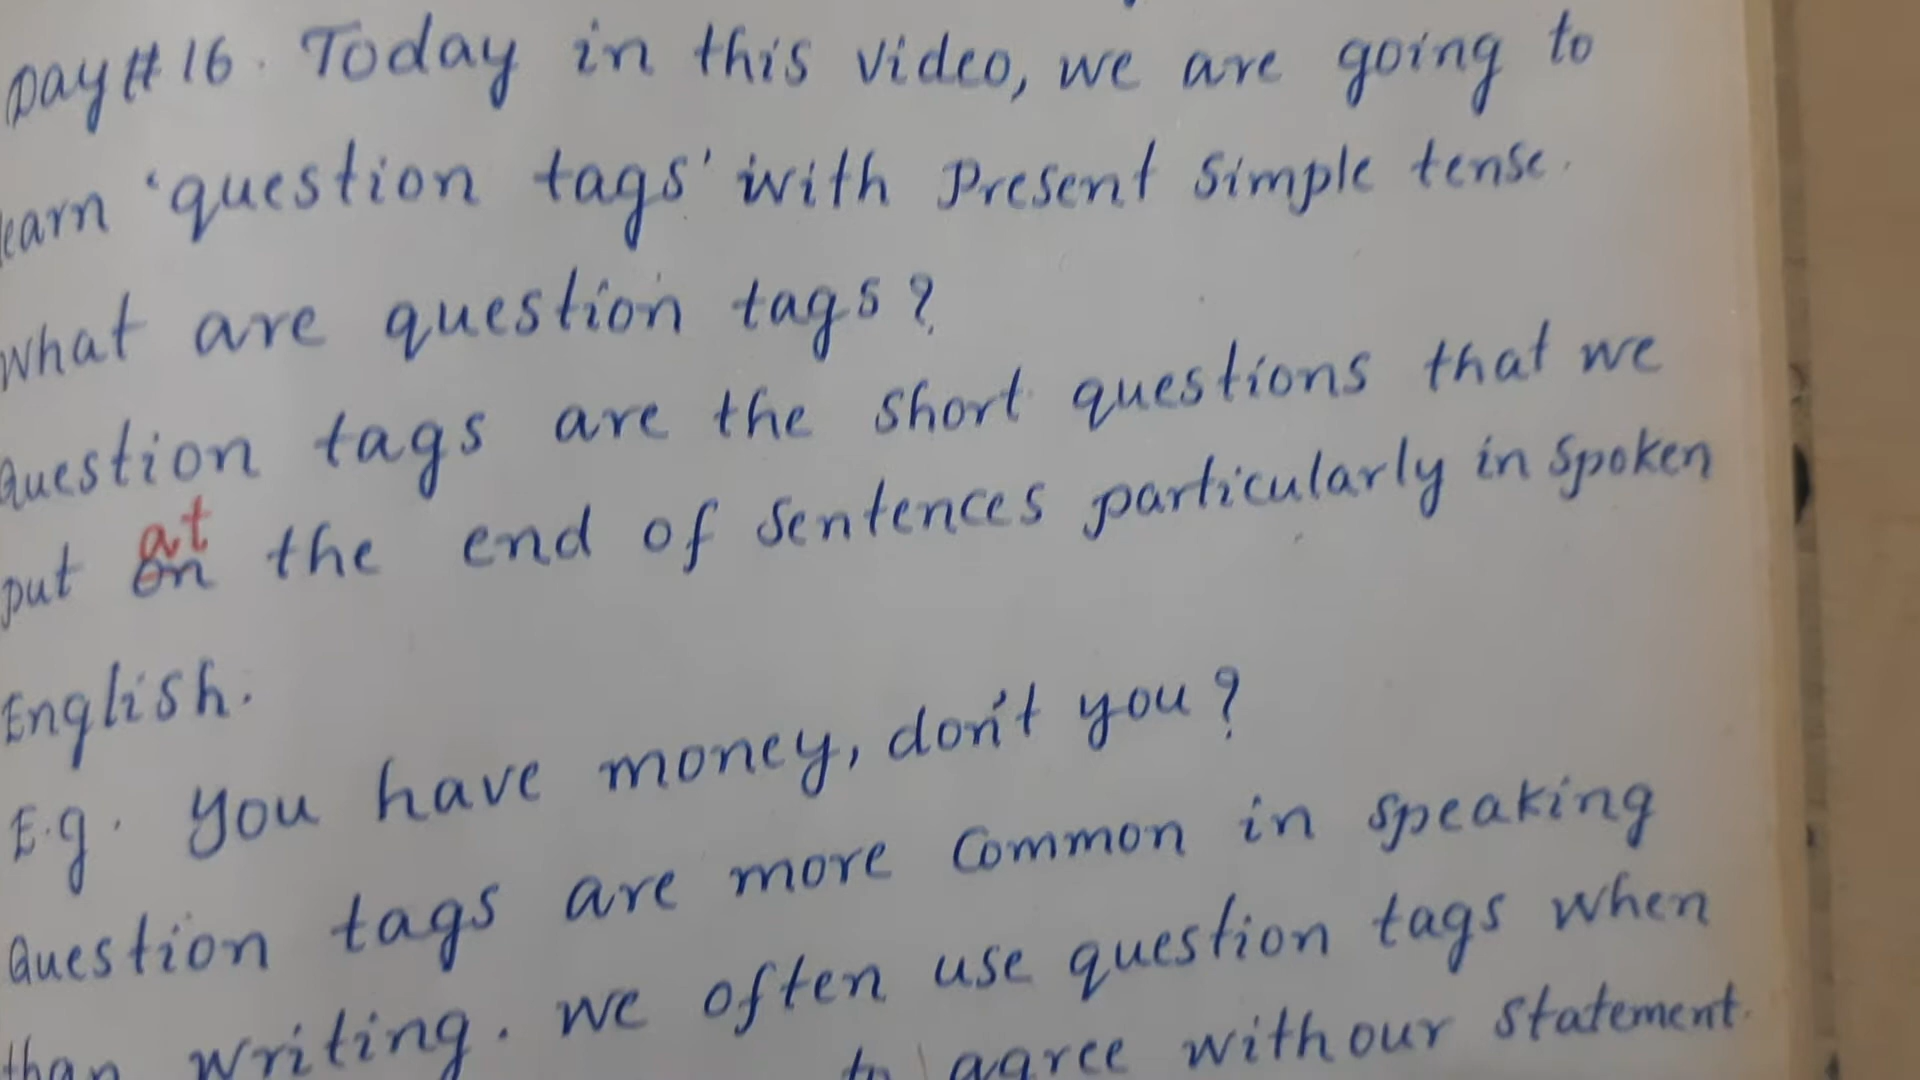 Day # 16. Today in this video, we are going to
learn 'question tags' with Present Simple tense.
What are question tags?
Question tags are the short questions that we
at
put on the end of sentences particularly in spoken
English.
E.g. You have money, don't you?
Question tags are more common in speaking
than writing. We often use question tags when
to agree with our statement.